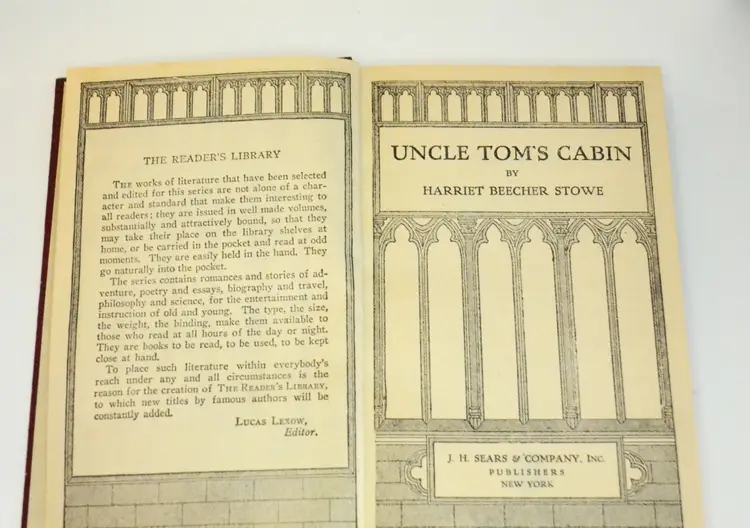 THE READER'S LIBRARY
THE works of literature that have been selected
and edited for this series are not alone of a char-
acter and standard that make them interesting to
all readers; they are issued in well made volumes,
substantially and attractively bound, so that they
may take their place on the library shelves at
home, or be carried in the pocket and read at odd
moments. They are easily held in the hand. They
go naturally into the pocket.
The series contains romances and stories of ad-
venture, poetry and essays, biography and travel,
philosophy and science, for the entertainment and
instruction of old and young. The type, the size,
the weight, the binding, make them available to
those who read at all hours of the day or night.
They are books to be read, to be used, to be kept
close at hand.
To place such literature within everybody's
reach under any and all circumstances is the
reason for the creation of THE READER'S LIBRARY,
to which new titles by famous authors will be
constantly added.
LUCAS LEXOW,
Editor.
UNCLE TOM'S CABIN
BY
HARRIET BEECHER STOWE
J. H. SEARS & COMPANY, INC.
PUBLISHERS
NEW YORK